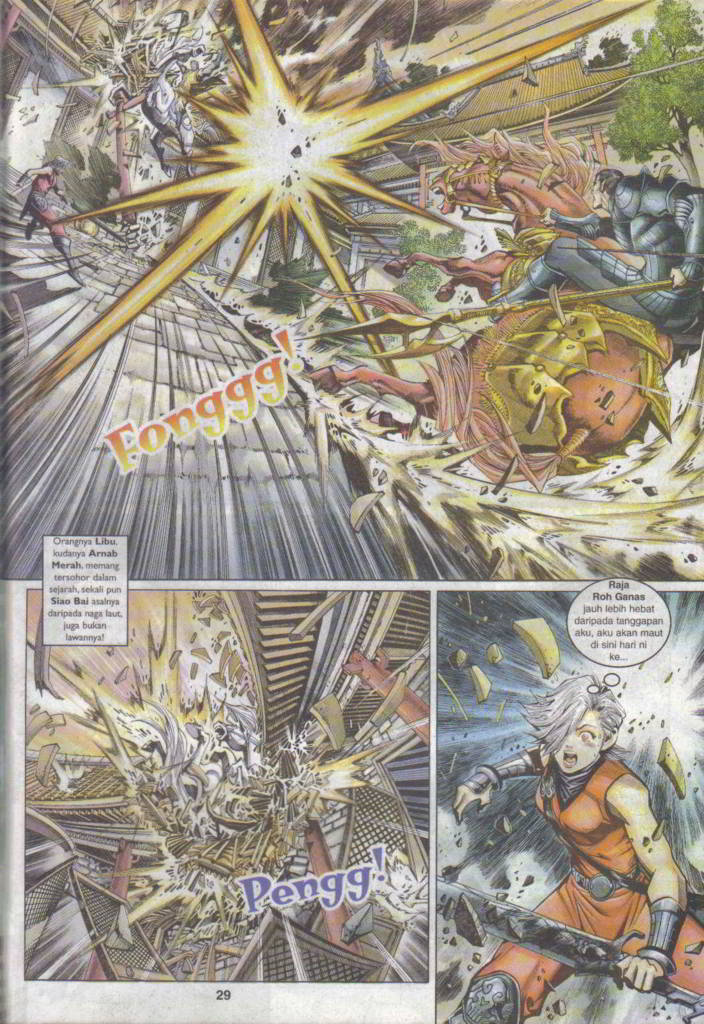 Fonggg!
Orangnya Libu,
kudanya Arnab
Merah, memang
tersohor dalam
sejarah, sekali pun
Siao Bai asalnya
daripada naga laut,
juga bukan
lawannya!
Pengg!
Raja
Roh Ganas
jauh lebih hebat
daripada tanggapan
aku, aku akan maut
di sini hari ni
ke...
29